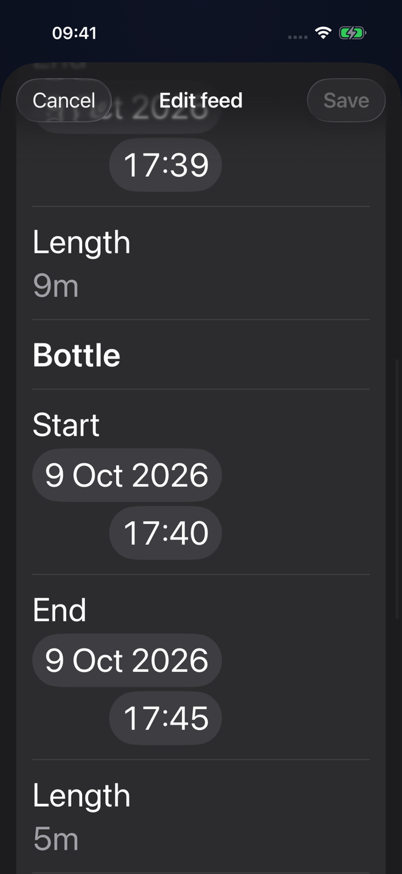 09:41
Cancel
Edit feed
Save
17:39
Length
9m
Bottle
Start
9 Oct 2026
17:40
End
9 Oct 2026
17:45
Length
5m